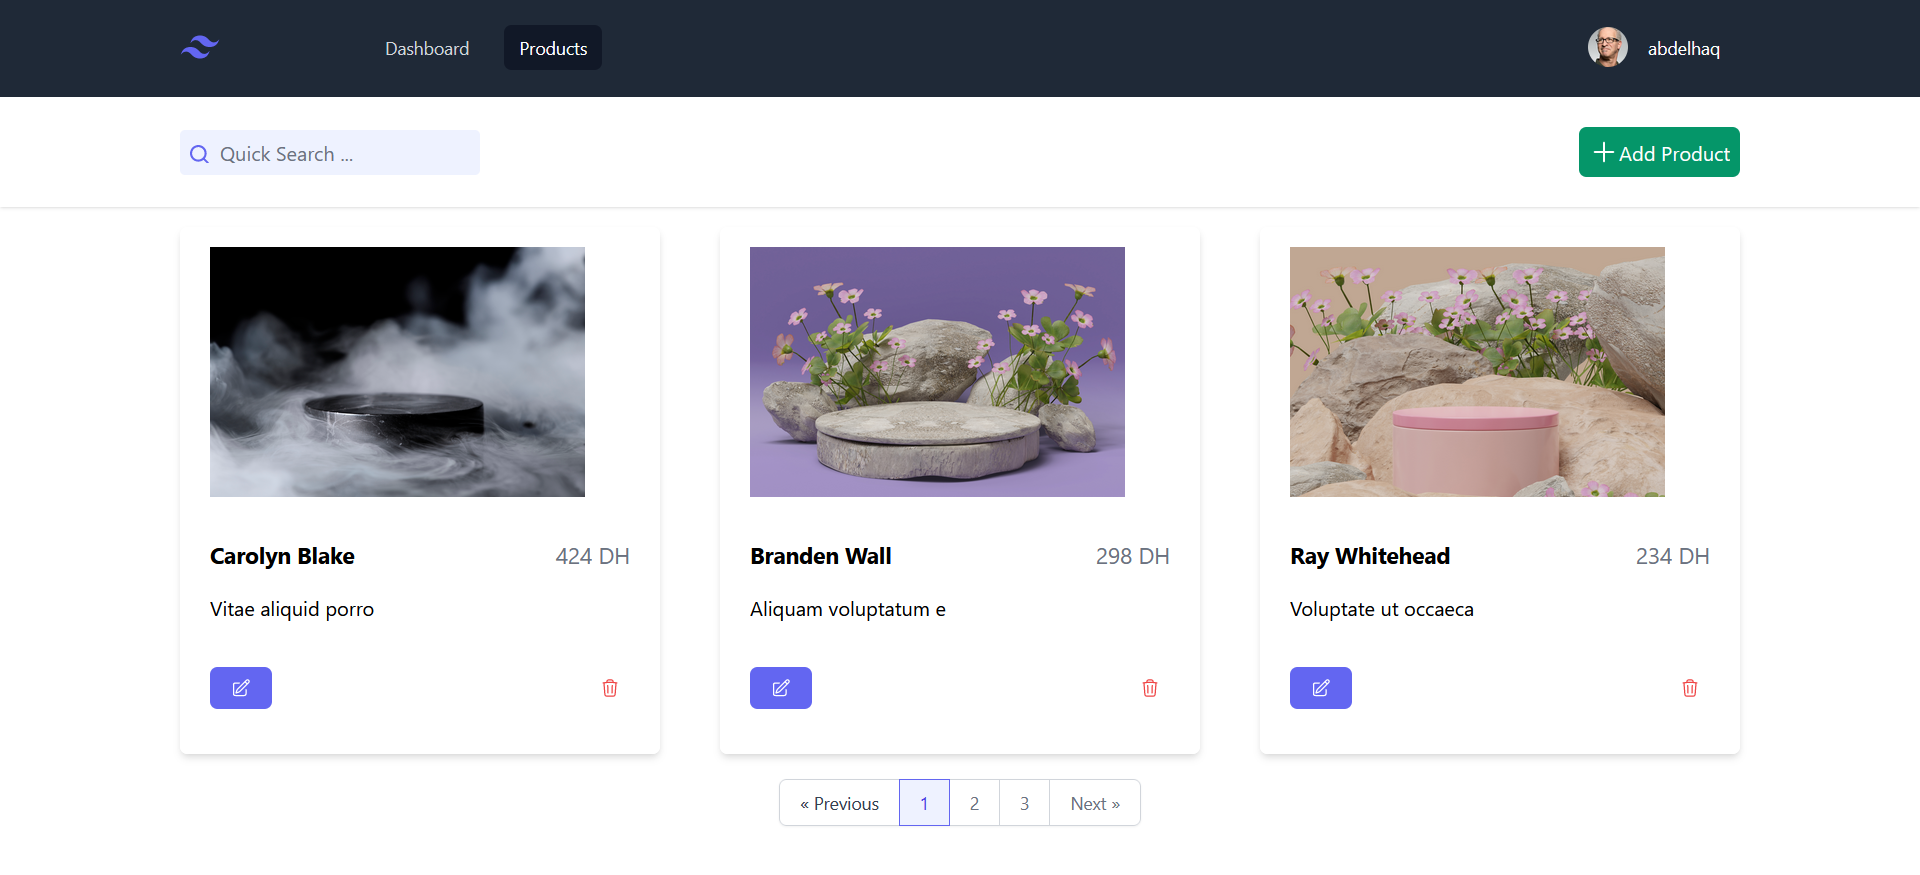 Dashboard
Products
abdelhaq
Quick Search ...
Add Product
Carolyn Blake
424 DH
Vitae aliquid porro
Branden Wall
298 DH
Aliquam voluptatum e
Ray Whitehead
234 DH
Voluptate ut occaeca
« Previous
1
2
3
Next »